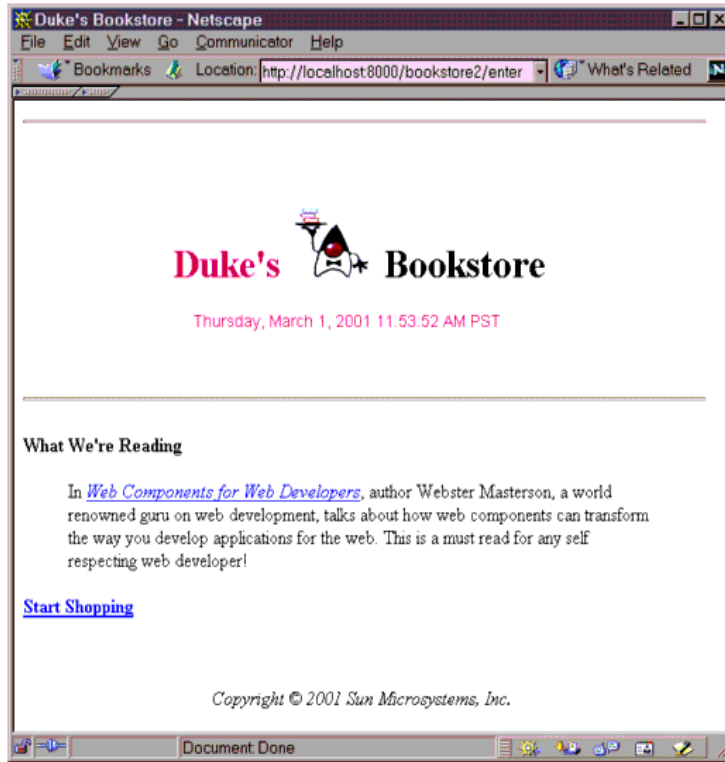 Duke's Bookstore - Netscape
File Edit View Go Communicator Help
Bookmarks Location: http://localhost:8000/bookstore2/enter What's Related N
Duke's Bookstore
Thursday, March 1, 2001 11:53:52 AM PST
What We're Reading
In Web Components for Web Developers, author Webster Masterson, a world
renowned guru on web development, talks about how web components can transform
the way you develop applications for the web. This is a must read for any self
respecting web developer!
Start Shopping
Copyright © 2001 Sun Microsystems, Inc.
Document: Done